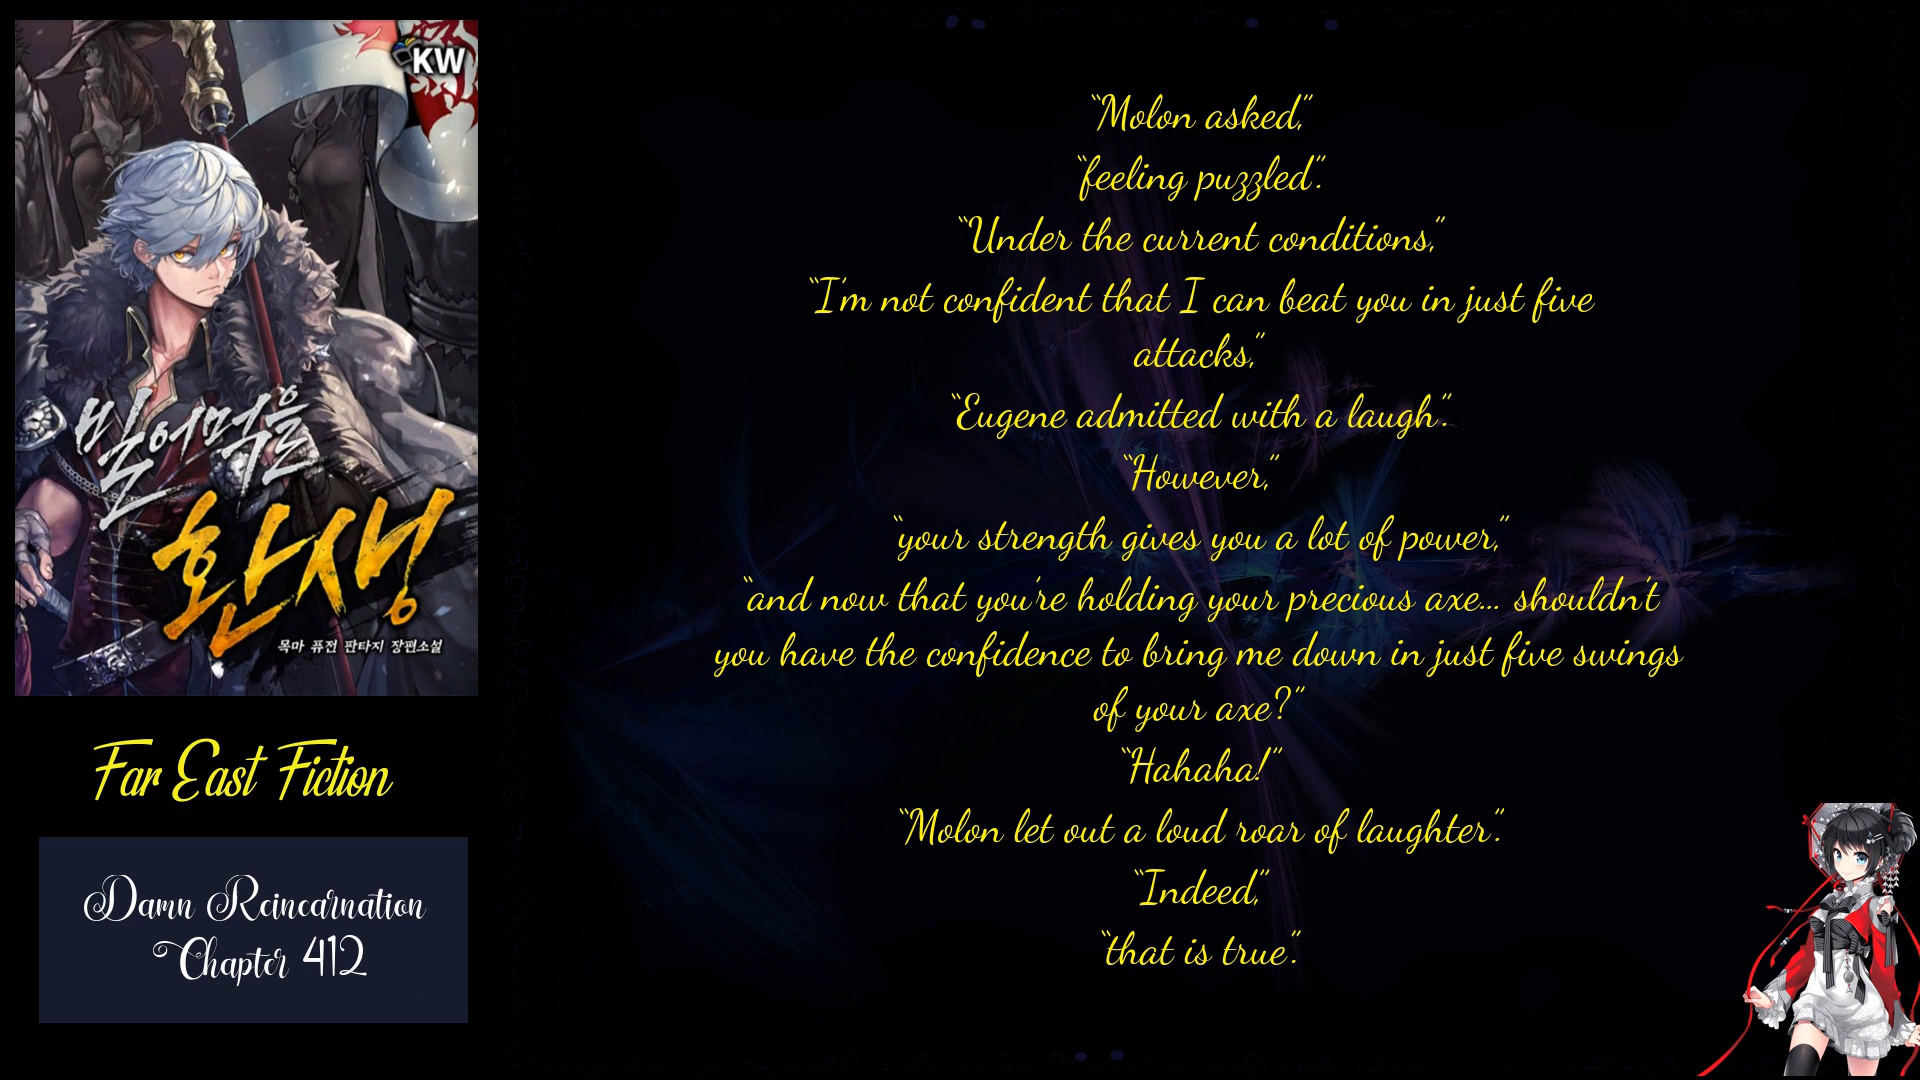 KW
빌어먹을
환생
목마 퓨전 판타지 장편소설
Far East Fiction
Damn Reincarnation
Chapter 412
“Molon asked,”
“feeling puzzled”.
“Under the current conditions,”
“I’m not confident that I can beat you in just five
attacks,”
“Eugene admitted with a laugh”.
“However,”
“your strength gives you a lot of power,”
“and now that you’re holding your precious axe... shouldn’t
you have the confidence to bring me down in just five swings
of your axe?”
“Hahaha!”
“Molon let out a loud roar of laughter”.
“Indeed,”
“that is true”.